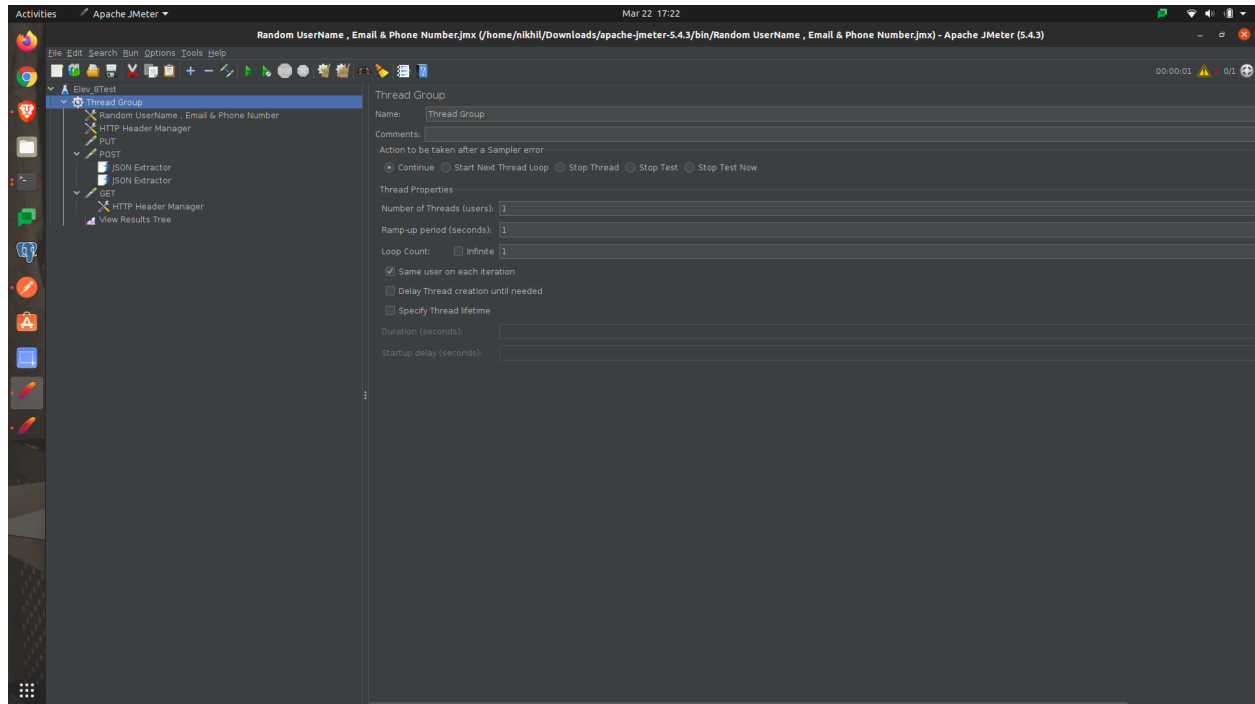 Activities Apache JMeter Mar 22 17:22
Random UserName , Email & Phone Number.jmx (/home/nikhil/Downloads/apache-jmeter-5.4.3/bin/Random UserName , Email & Phone Number.jmx) - Apache JMeter (5.4.3)
File Edit Search Run Options Tools Help
00:00:01 0/1
Elev_8Test
Thread Group
Random UserName , Email & Phone Number
HTTP Header Manager
PUT
POST
JSON Extractor
JSON Extractor
GET
HTTP Header Manager
View Results Tree
Thread Group
Name: Thread Group
Comments:
Action to be taken after a Sampler error
Continue Start Next Thread Loop Stop Thread Stop Test Stop Test Now
Thread Properties
Number of Threads (users): 1
Ramp-up period (seconds): 1
Loop Count: Infinite 1
Same user on each iteration
Delay Thread creation until needed
Specify Thread lifetime
Duration (seconds):
Startup delay (seconds):